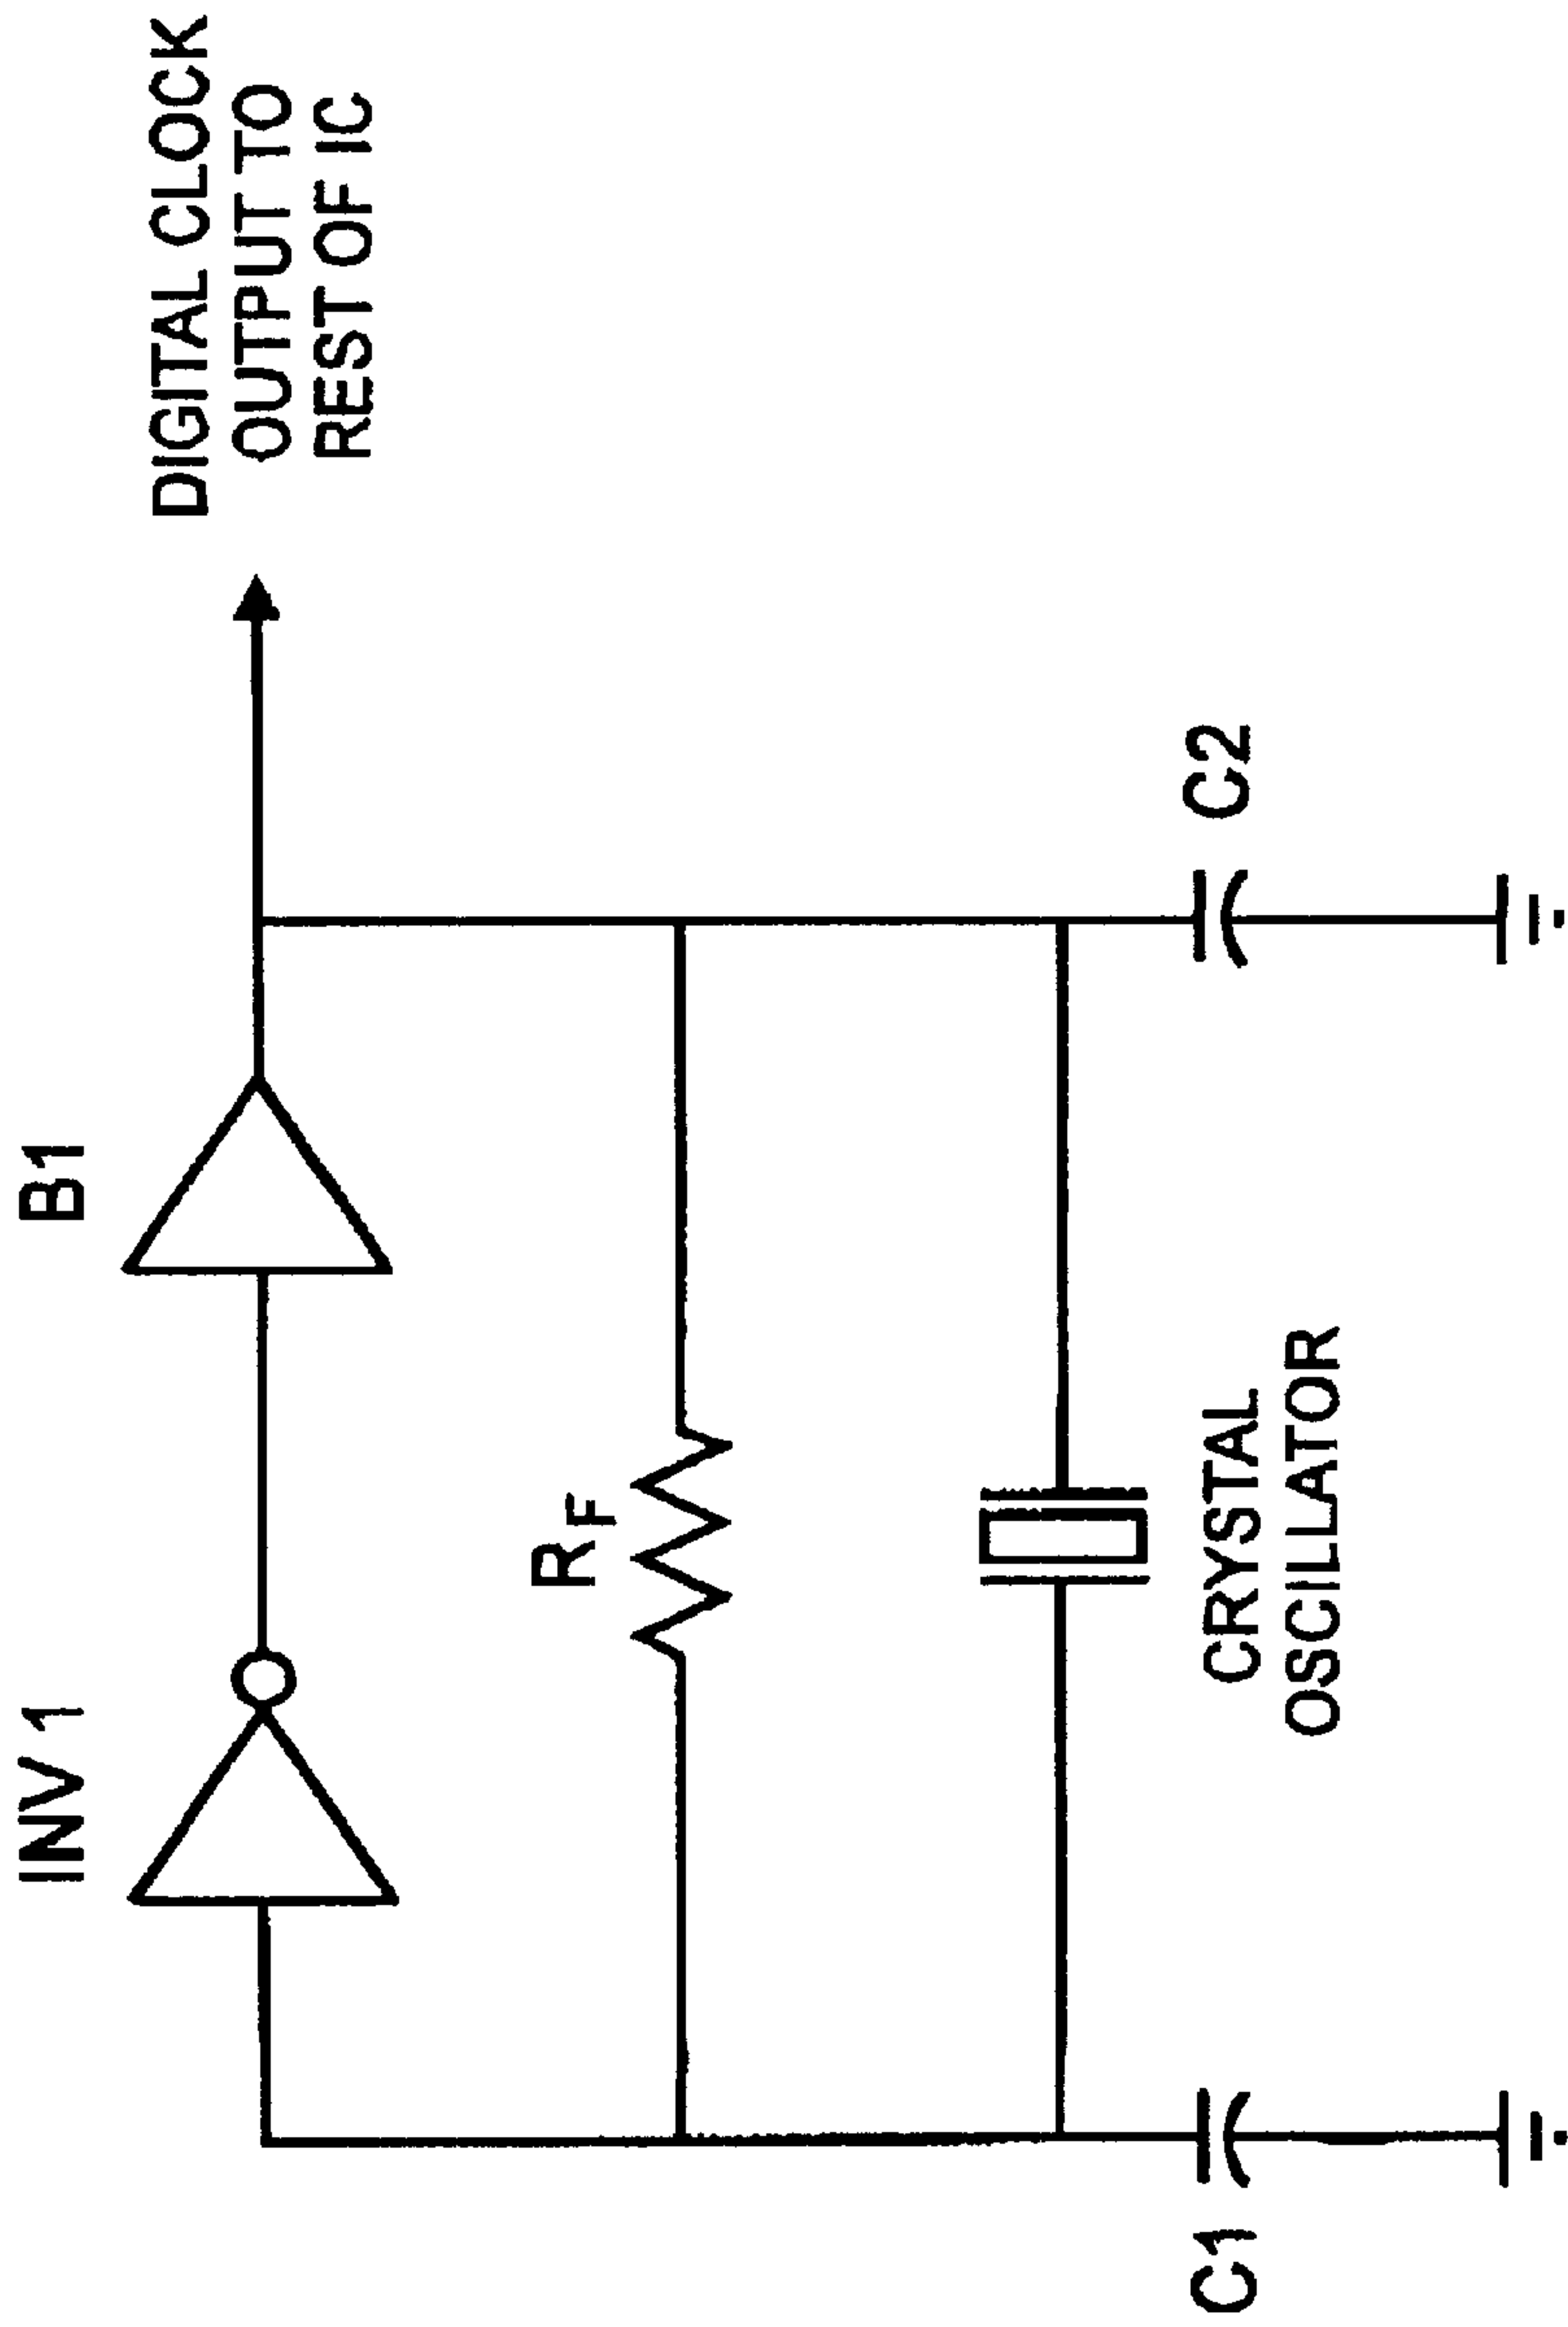 INV 1
B1
DIGITAL CLOCK
OUTPUT TO
REST OF IC
RF
CRYSTAL
OSCILLATOR
C1
C2